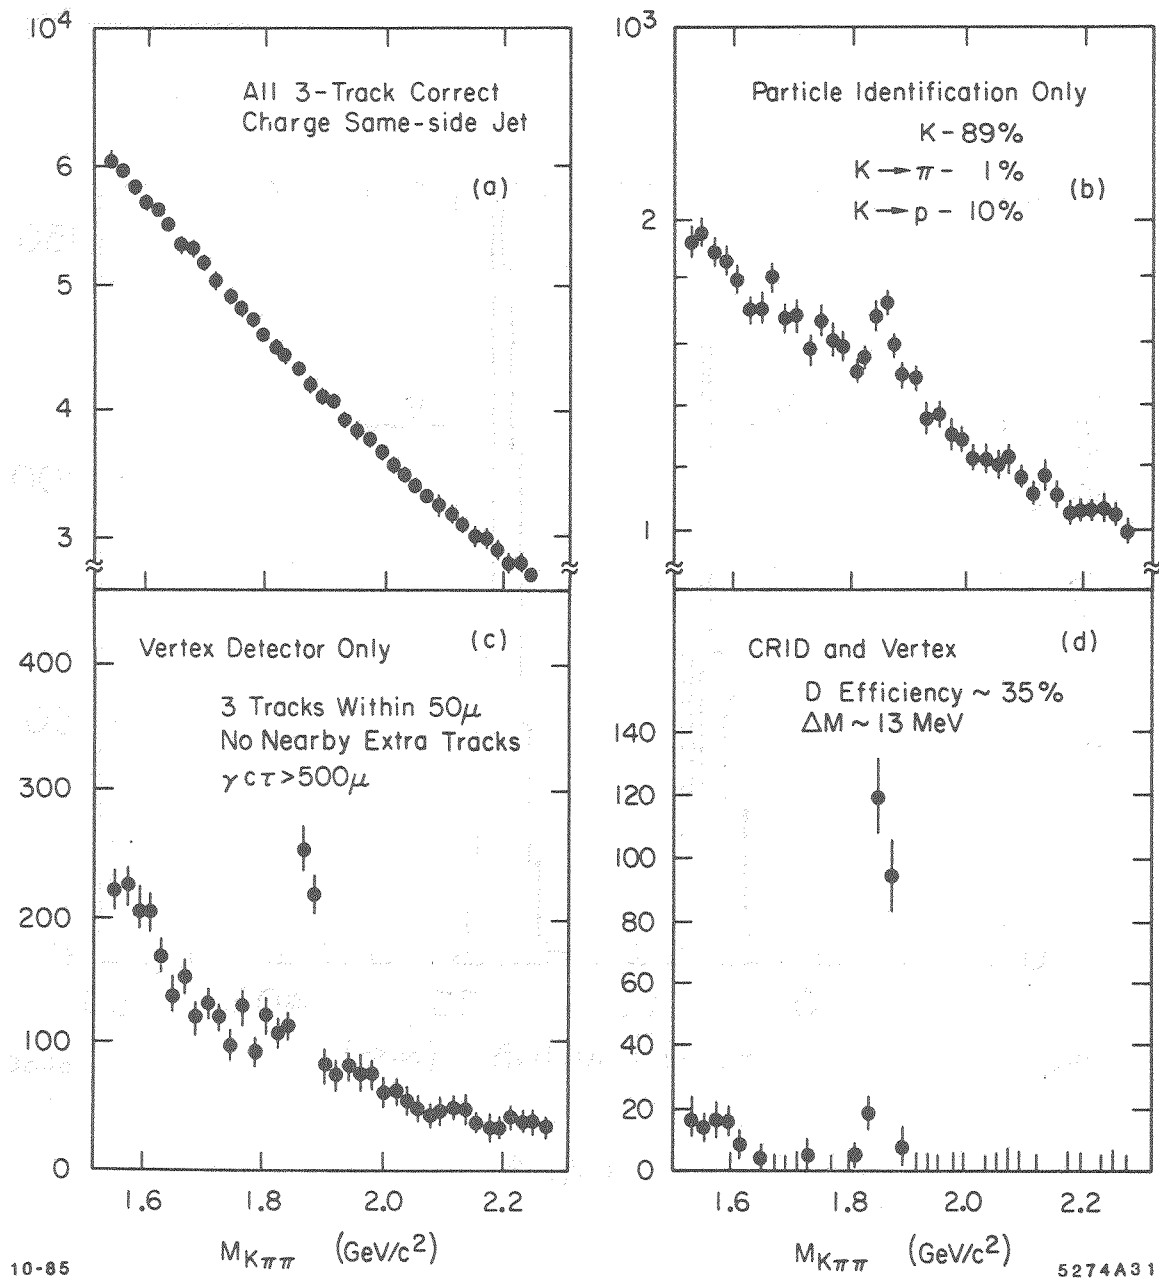 10⁴
All 3-Track Correct
Charge Same-side Jet
(a)
6
5
4
3
10³
Particle Identification Only
K - 89%
K → π - 1%
K → p - 10%
(b)
2
1
Vertex Detector Only
(c)
3 Tracks Within 50μ
No Nearby Extra Tracks
γcτ > 500μ
400
300
200
100
0
1.6 1.8 2.0 2.2
M_Kππ (GeV/c²)
CRID and Vertex
(d)
D Efficiency ~ 35%
ΔM ~ 13 MeV
140
120
100
80
60
40
20
0
1.6 1.8 2.0 2.2
M_Kππ (GeV/c²)
10-85
5274A31